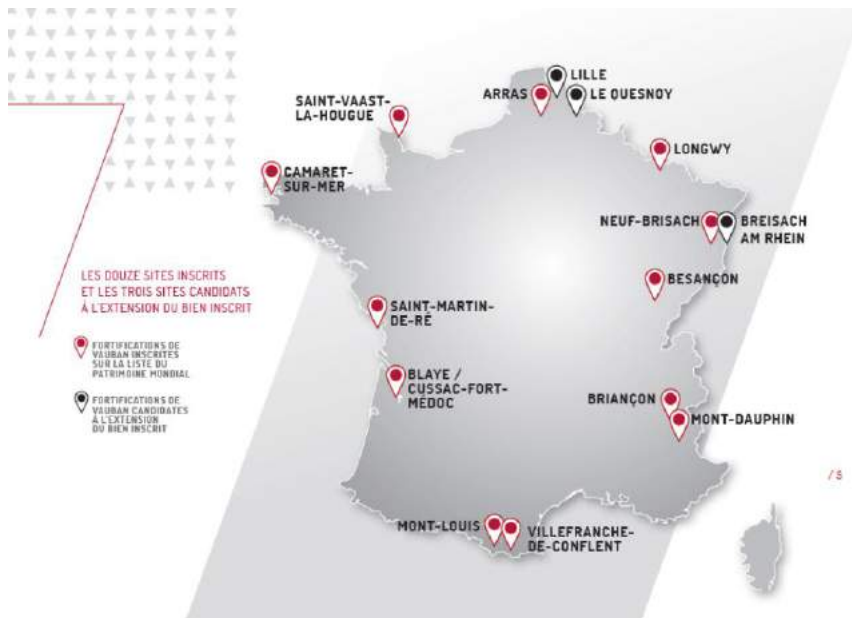 LILLE
ARRAS
LE QUESNOY
SAINT-VAAST-
LA-HOUGUE
LONGWY
CAMARET-
SUR-MER
NEUF-BRISACH
BREISACH
AM RHEIN
LES DOUZE SITES INSCRITS
ET LES TROIS SITES CANDIDATS
À L'EXTENSION DU BIEN INSCRIT
BESANÇON
SAINT-MARTIN-
DE-RÉ
FORTIFICATIONS DE
VAUBAN INSCRITES
SUR LA LISTE DU
PATRIMOINE MONDIAL
BLAYE /
CUSSAC-FORT-
MÉDOC
FORTIFICATIONS DE
VAUBAN CANDIDATES
À L'EXTENSION
DU BIEN INSCRIT
BRIANÇON
MONT-DAUPHIN
/5
MONT-LOUIS
VILLEFRANCHE-
DE-CONFLENT